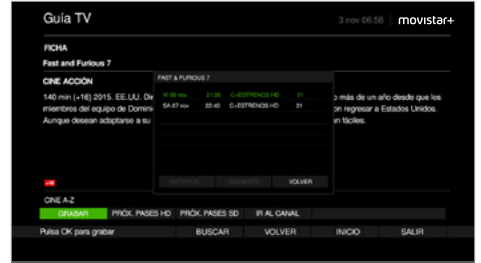 Guía TV
3 nov 06:58
movistar+
FICHA
Fast and Furious 7
CINE ACCIÓN
140 min (+16) 2015. EE.UU. Dir
o más de un año desde que los
miembros del equipo de Domini
on regresar a Estados Unidos.
Aunque desean adaptarse a su
an fáciles.
FAST & FURIOUS 7
VI 06 nov 21:56 C+ESTRENOS HD 31
SA 07 nov 22:40 C+ESTRENOS HD 31
ANTERIOR SIGUIENTE VOLVER
CINE A-Z
GRABAR PRÓX. PASES HD PRÓX. PASES SD IR AL CANAL
Pulsa OK para grabar BUSCAR VOLVER INICIO SALIR